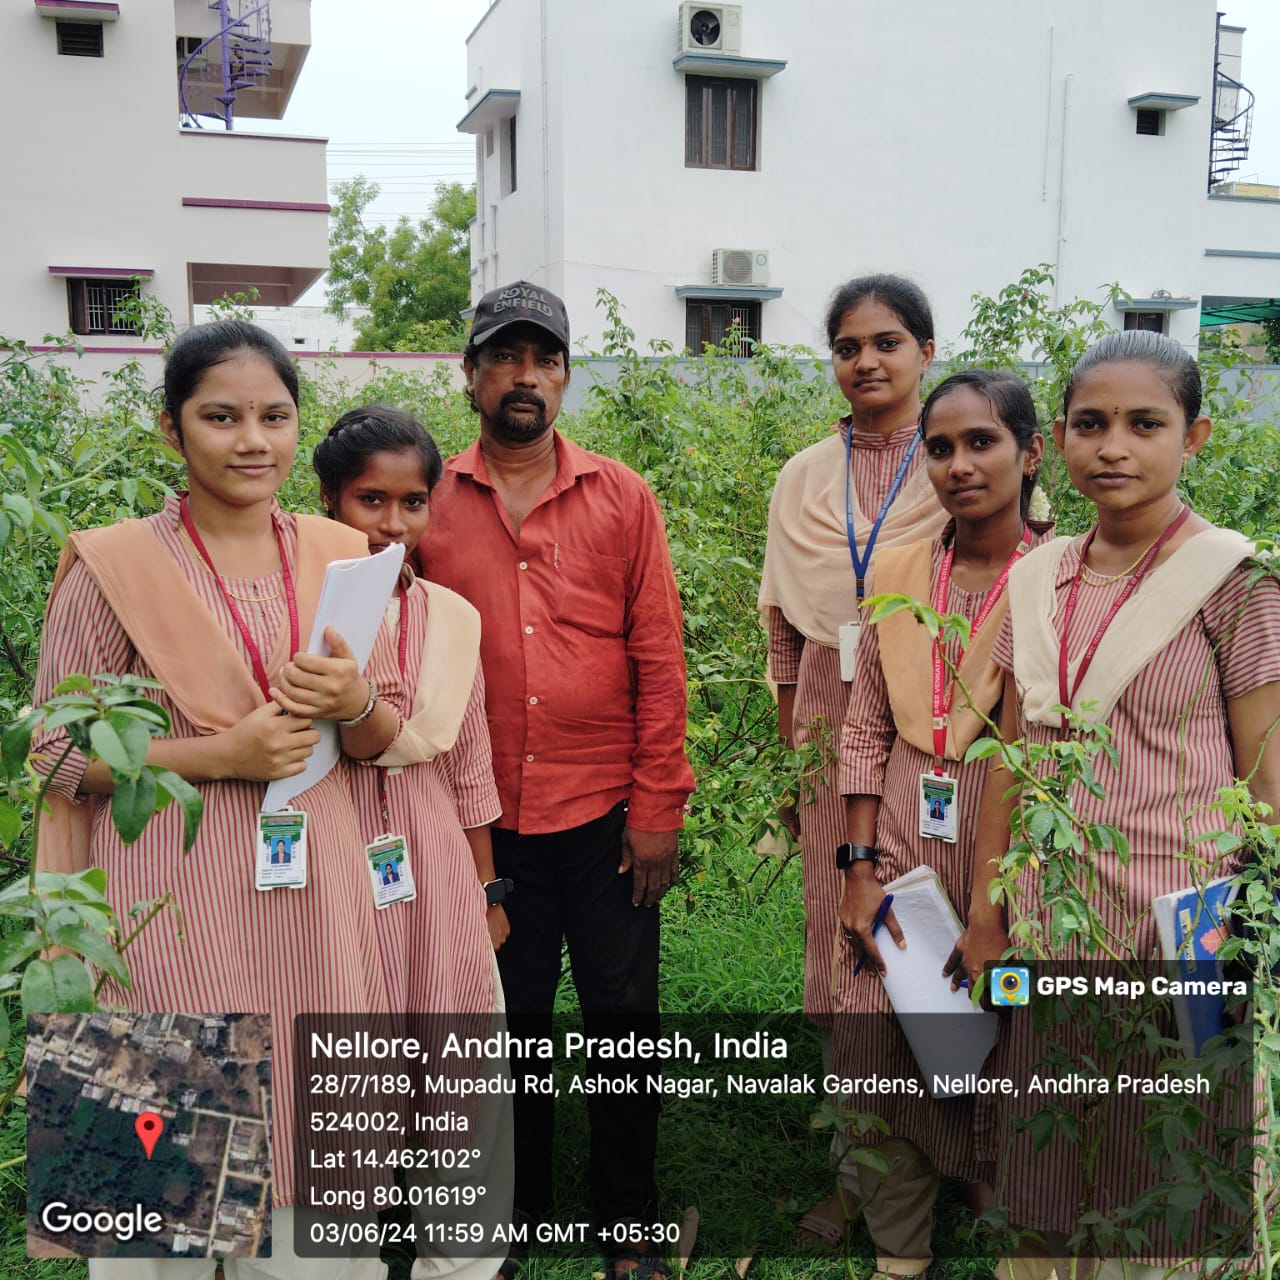 ROYAL
ENFIELD
GPS Map Camera
Nellore, Andhra Pradesh, India
28/7/189, Mupadu Rd, Ashok Nagar, Navalak Gardens, Nellore, Andhra Pradesh
524002, India
Lat 14.462102°
Long 80.01619°
03/06/24 11:59 AM GMT +05:30
Google